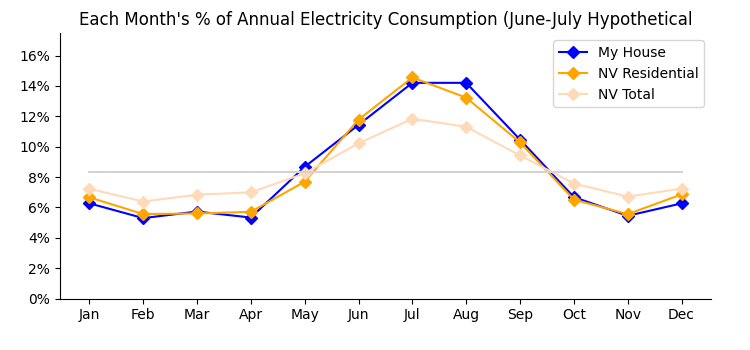 Each Month's % of Annual Electricity Consumption (June-July Hypothetical
My House
NV Residential
NV Total
16%
14%
12%
10%
8%
6%
4%
2%
0%
Jan Feb Mar Apr May Jun Jul Aug Sep Oct Nov Dec